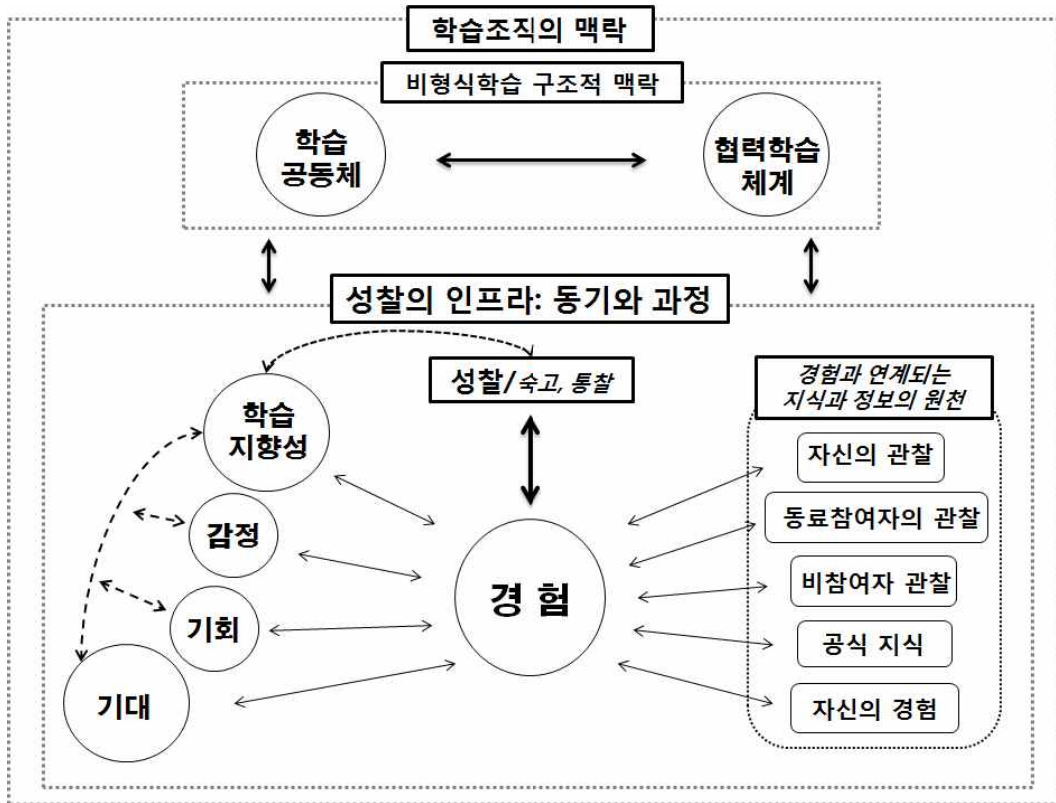 학습조직의 맥락
비형식학습 구조적 맥락
학습
공동체
협력학습
체계
성찰의 인프라: 동기와 과정
성찰/숙고, 통찰
경험과 연계되는
지식과 정보의 원천
학습
지향성
감정
기회
기대
경 험
자신의 관찰
동료참여자의 관찰
비참여자 관찰
공식 지식
자신의 경험